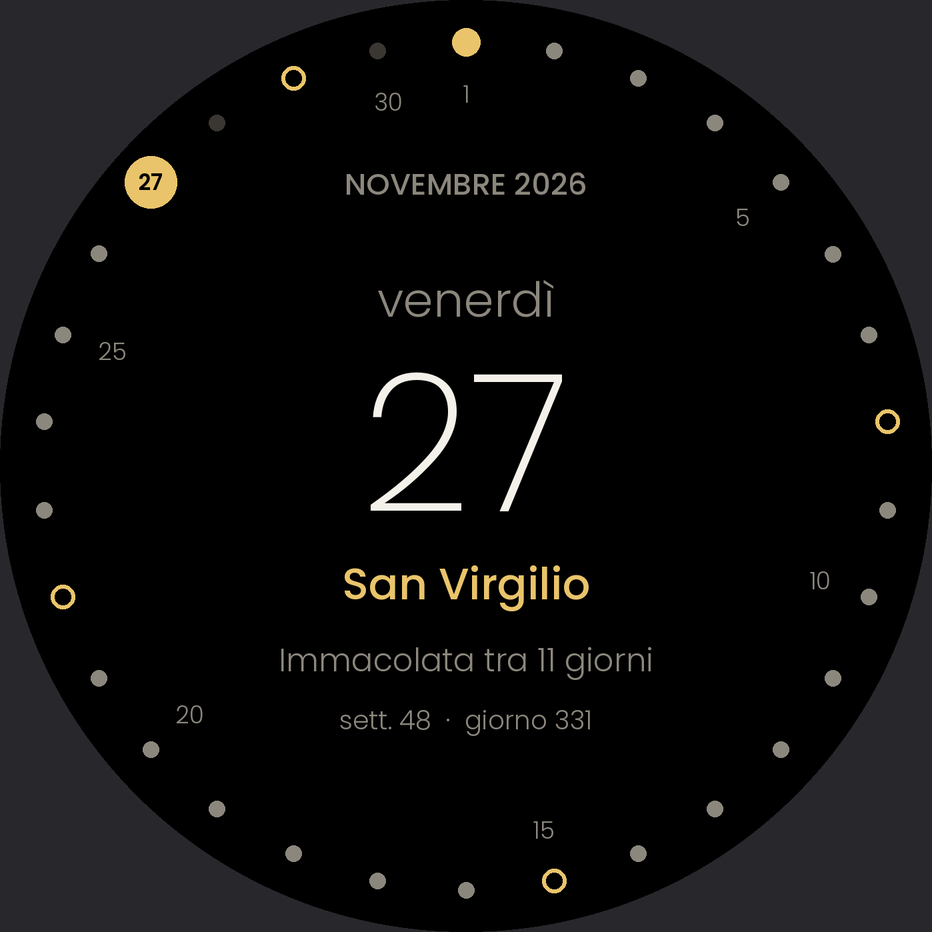 30
1
27
NOVEMBRE 2026
5
venerdì
25
27
10
San Virgilio
Immacolata tra 11 giorni
20
sett. 48 · giorno 331
15